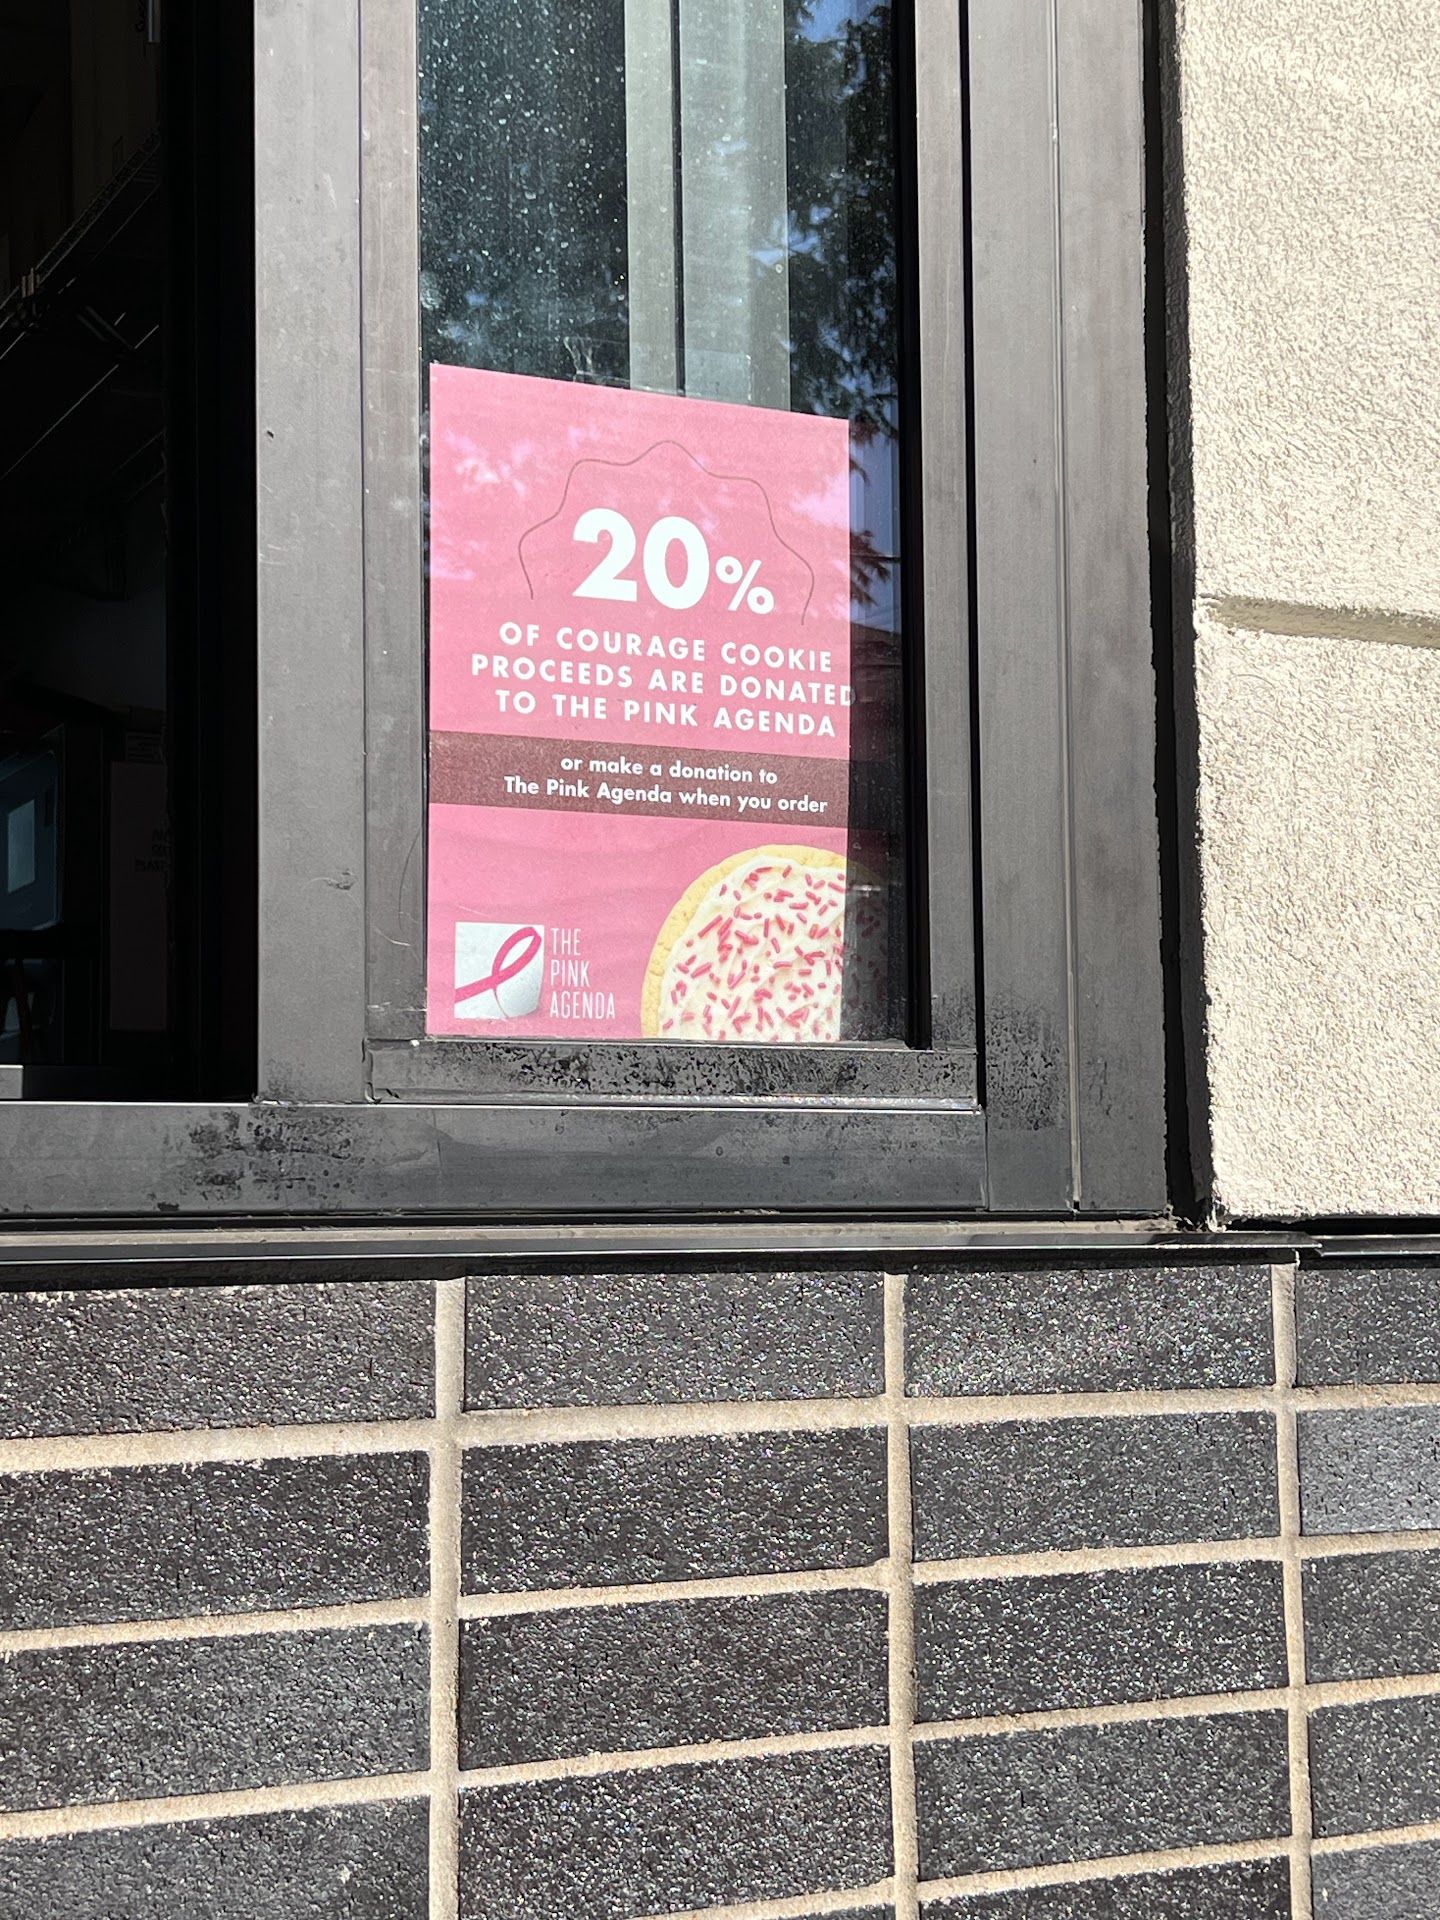 20%
OF COURAGE COOKIE
PROCEEDS ARE DONATED
TO THE PINK AGENDA
or make a donation to
The Pink Agenda when you order
THE
PINK
AGENDA